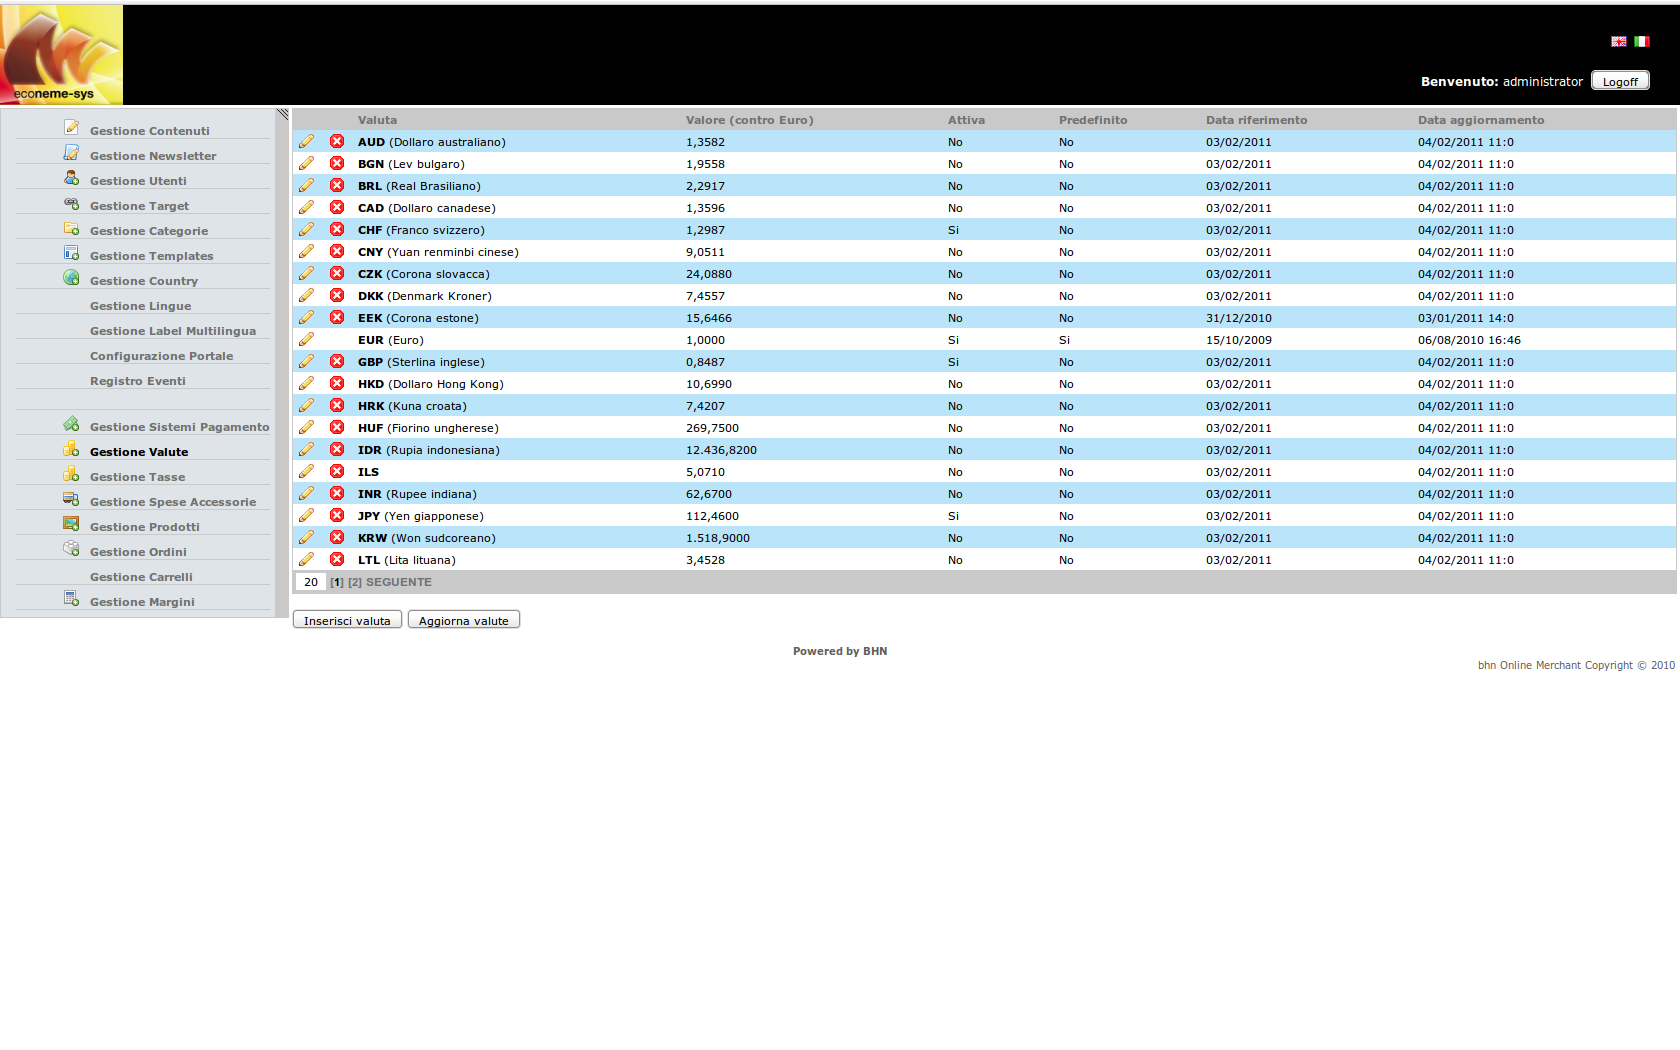 econeme-sys
Benvenuto: administrator Logoff
Gestione Contenuti
Gestione Newsletter
Gestione Utenti
Gestione Target
Gestione Categorie
Gestione Templates
Gestione Country
Gestione Lingue
Gestione Label Multilingua
Configurazione Portale
Registro Eventi
Gestione Sistemi Pagamento
Gestione Valute
Gestione Tasse
Gestione Spese Accessorie
Gestione Prodotti
Gestione Ordini
Gestione Carrelli
Gestione Margini
Valuta Valore (contro Euro) Attiva Predefinito Data riferimento Data aggiornamento
AUD (Dollaro australiano) 1,3582 No No 03/02/2011 04/02/2011 11:0
BGN (Lev bulgaro) 1,9558 No No 03/02/2011 04/02/2011 11:0
BRL (Real Brasiliano) 2,2917 No No 03/02/2011 04/02/2011 11:0
CAD (Dollaro canadese) 1,3596 No No 03/02/2011 04/02/2011 11:0
CHF (Franco svizzero) 1,2987 Si No 03/02/2011 04/02/2011 11:0
CNY (Yuan renminbi cinese) 9,0511 No No 03/02/2011 04/02/2011 11:0
CZK (Corona slovacca) 24,0880 No No 03/02/2011 04/02/2011 11:0
DKK (Denmark Kroner) 7,4557 No No 03/02/2011 04/02/2011 11:0
EEK (Corona estone) 15,6466 No No 31/12/2010 03/01/2011 14:0
EUR (Euro) 1,0000 Si Si 15/10/2009 06/08/2010 16:46
GBP (Sterlina inglese) 0,8487 Si No 03/02/2011 04/02/2011 11:0
HKD (Dollaro Hong Kong) 10,6990 No No 03/02/2011 04/02/2011 11:0
HRK (Kuna croata) 7,4207 No No 03/02/2011 04/02/2011 11:0
HUF (Fiorino ungherese) 269,7500 No No 03/02/2011 04/02/2011 11:0
IDR (Rupia indonesiana) 12.436,8200 No No 03/02/2011 04/02/2011 11:0
ILS 5,0710 No No 03/02/2011 04/02/2011 11:0
INR (Rupee indiana) 62,6700 No No 03/02/2011 04/02/2011 11:0
JPY (Yen giapponese) 112,4600 Si No 03/02/2011 04/02/2011 11:0
KRW (Won sudcoreano) 1.518,9000 No No 03/02/2011 04/02/2011 11:0
LTL (Lita lituana) 3,4528 No No 03/02/2011 04/02/2011 11:0
20 [1] [2] SEGUENTE
Inserisci valuta Aggiorna valute
Powered by BHN
bhn Online Merchant Copyright © 2010